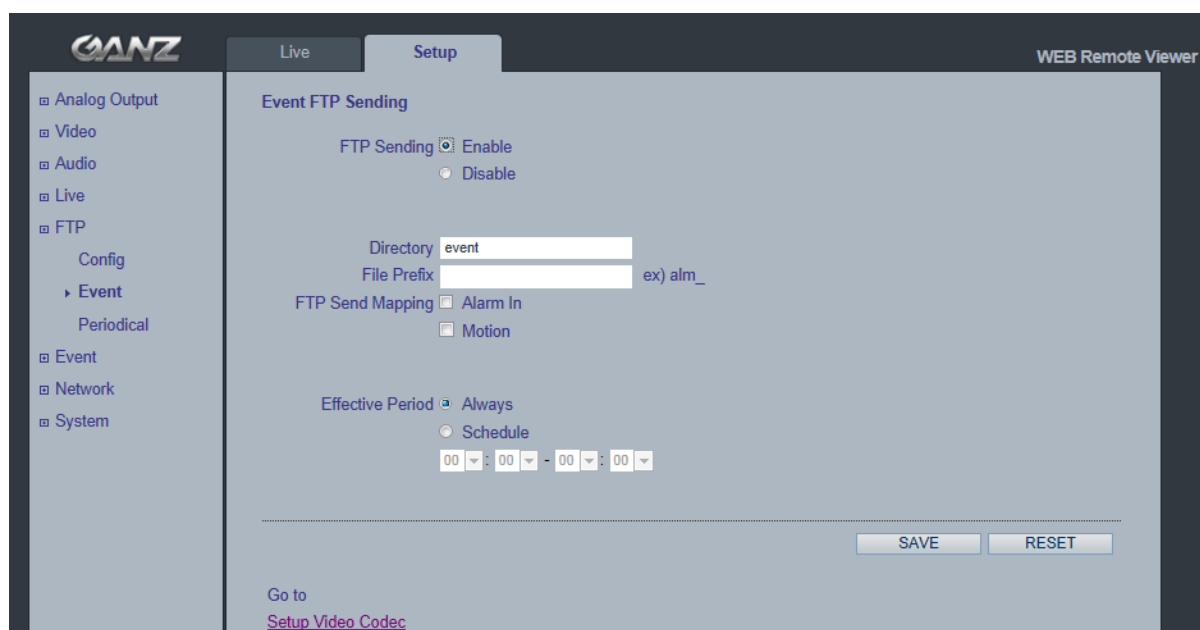 GANZ
Live
Setup
WEB Remote Viewer
Analog Output
Video
Audio
Live
FTP
Config
Event
Periodical
Event
Network
System
Event FTP Sending
FTP Sending Enable
Disable
Directory event
File Prefix ex) alm_
FTP Send Mapping Alarm In
Motion
Effective Period Always
Schedule
00 : 00 - 00 : 00
SAVE
RESET
Go to
Setup Video Codec